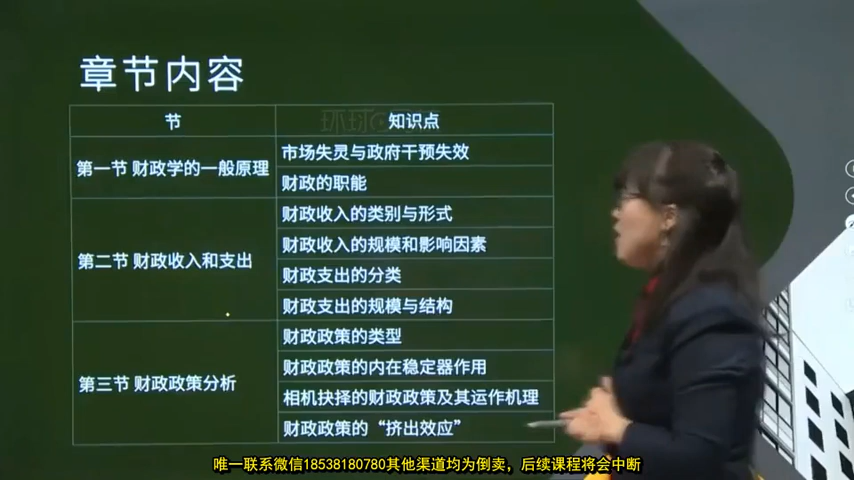 章节内容
节 知识点
第一节 财政学的一般原理
市场失灵与政府干预失效
财政的职能
第二节 财政收入和支出
财政收入的类别与形式
财政收入的规模和影响因素
财政支出的分类
财政支出的规模与结构
第三节 财政政策分析
财政政策的类型
财政政策的内在稳定器作用
相机抉择的财政政策及其运作机理
财政政策的“挤出效应”
唯一联系微信18538180780其他渠道均为倒卖，后续课程将会中断